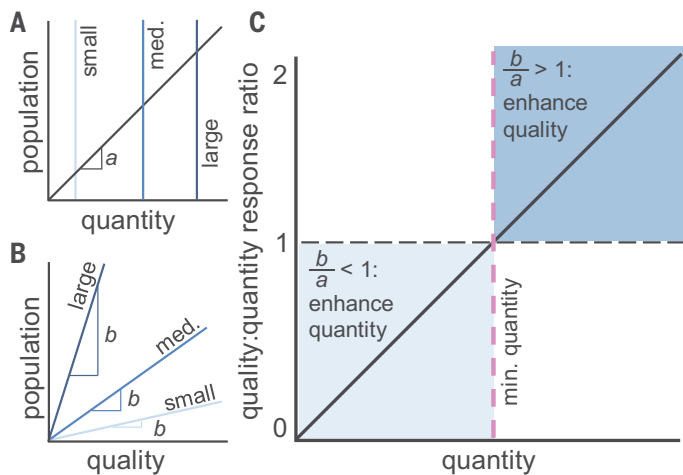 A
population
small
med.
large
a
quantity
B
population
large
b
med.
b
small
b
quality
C
quality:quantity response ratio
2
1
0
b/a > 1:
enhance
quality
b/a < 1:
enhance
quantity
min. quantity
quantity